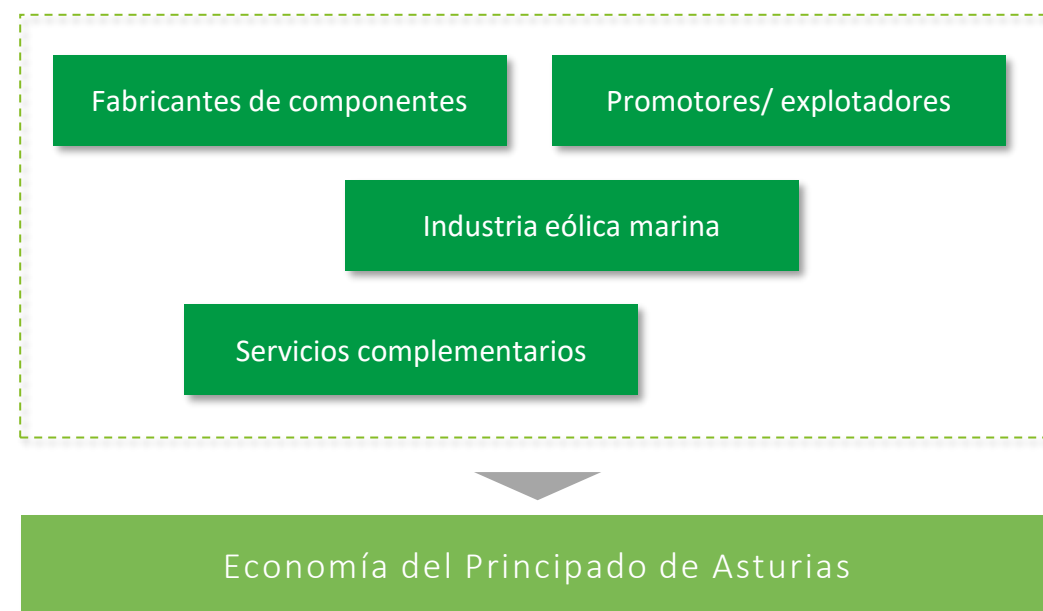 Fabricantes de componentes
Promotores/ explotadores
Industria eólica marina
Servicios complementarios
Economía del Principado de Asturias